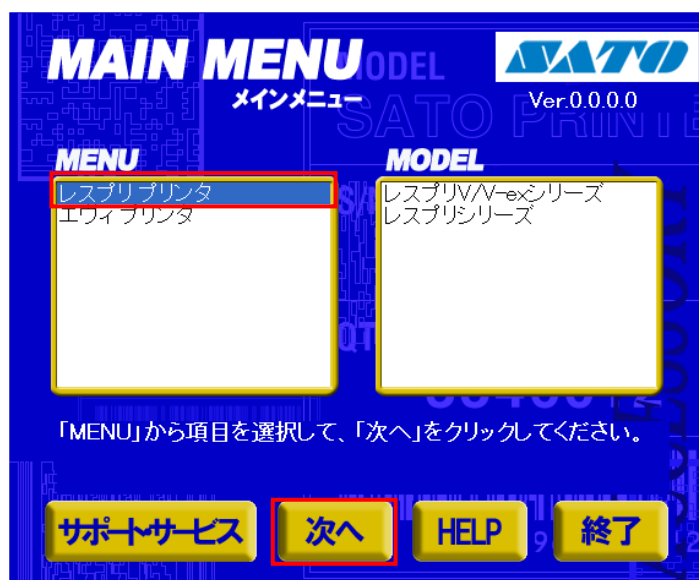 MAIN MENU
メインメニュー
SATO
Ver.0.0.0.0
MODEL
SATO PRINTE
MENU
MODEL
レスプリ プリンタ
エヴィ プリンタ
レスプリV/V-exシリーズ
レスプリシリーズ
「MENU」から項目を選択して、「次へ」をクリックしてください。
サポート・サービス
次へ
HELP
終了